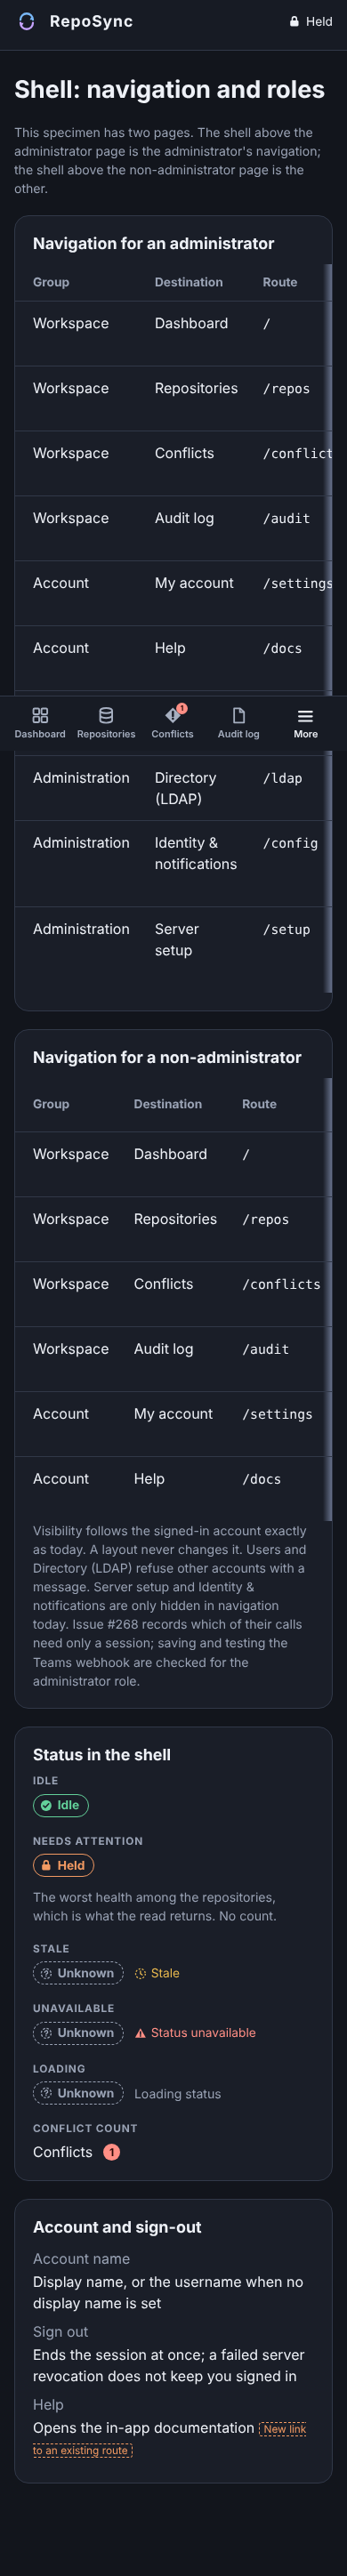 RepoSync
Held
Shell: navigation and roles
This specimen has two pages. The shell above the
administrator page is the administrator's navigation;
the shell above the non-administrator page is the
other.
Navigation for an administrator
Group Destination Route
Workspace Dashboard /
Workspace Repositories /repos
Workspace Conflicts /conflict
Workspace Audit log /audit
Account My account /settings
Account Help /docs
Dashboard Repositories 1 Conflicts Audit log More
Administration Directory /ldap
(LDAP)
Administration Identity & /config
notifications
Administration Server /setup
setup
Navigation for a non-administrator
Group Destination Route
Workspace Dashboard /
Workspace Repositories /repos
Workspace Conflicts /conflicts
Workspace Audit log /audit
Account My account /settings
Account Help /docs
Visibility follows the signed-in account exactly
as today. A layout never changes it. Users and
Directory (LDAP) refuse other accounts with a
message. Server setup and Identity &
notifications are only hidden in navigation
today. Issue #268 records which of their calls
need only a session; saving and testing the
Teams webhook are checked for the
administrator role.
Status in the shell
IDLE
Idle
NEEDS ATTENTION
Held
The worst health among the repositories,
which is what the read returns. No count.
STALE
Unknown Stale
UNAVAILABLE
Unknown Status unavailable
LOADING
Unknown Loading status
CONFLICT COUNT
Conflicts 1
Account and sign-out
Account name
Display name, or the username when no
display name is set
Sign out
Ends the session at once; a failed server
revocation does not keep you signed in
Help
Opens the in-app documentation New link
to an existing route